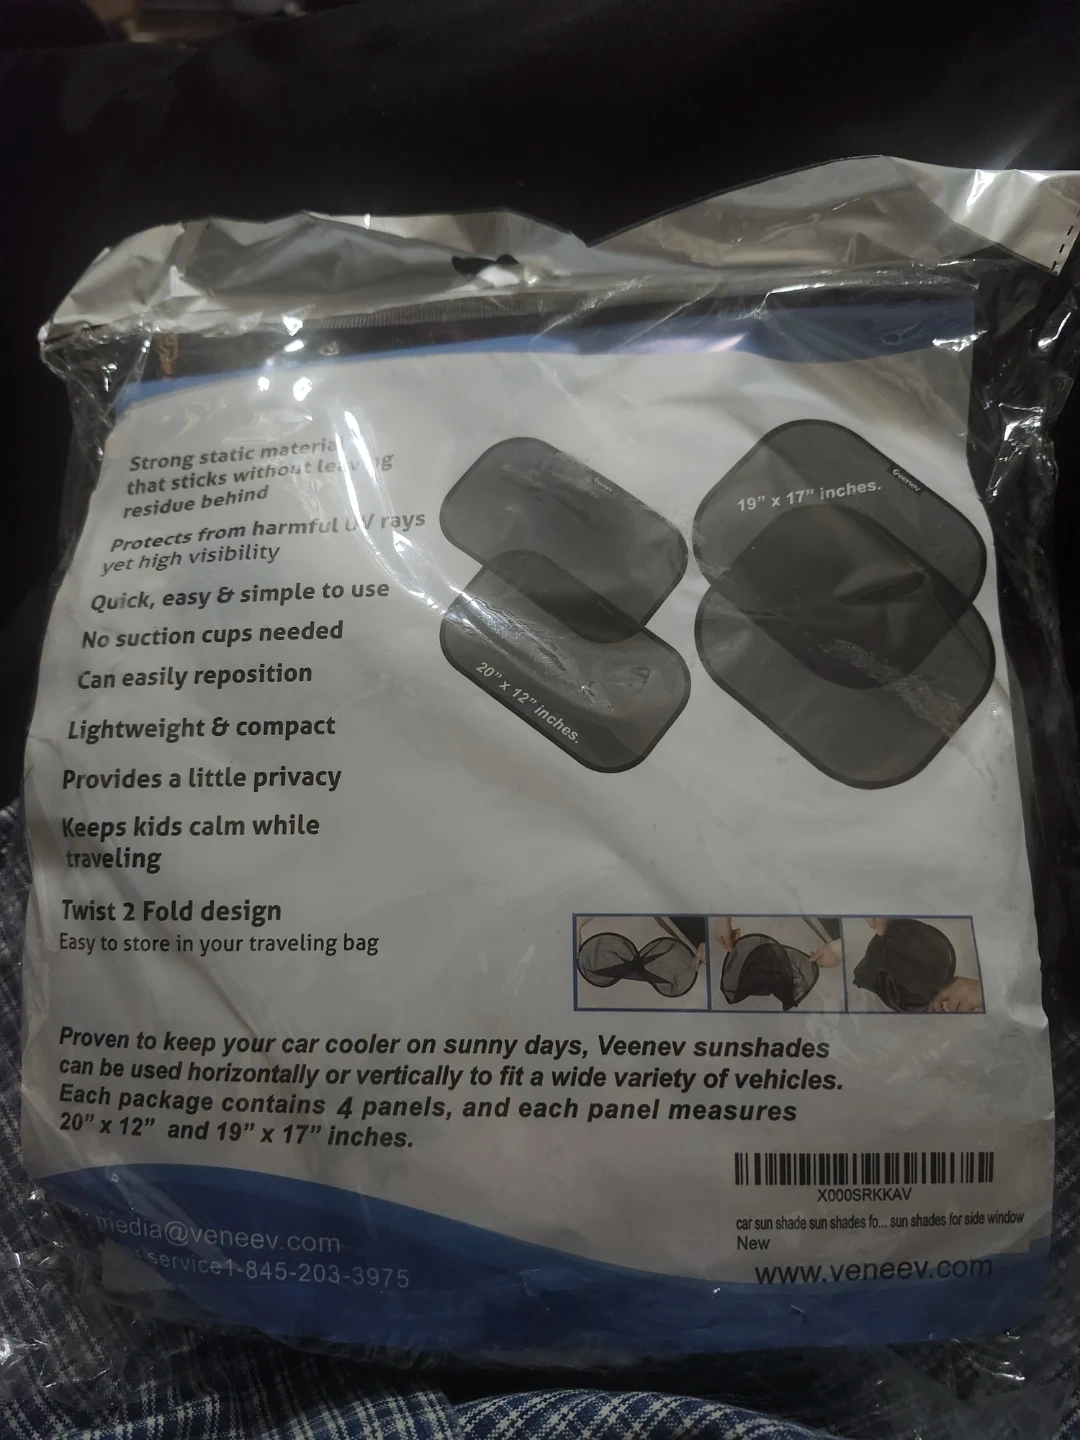 Strong static material
that sticks without leaving
residue behind
Protects from harmful UV rays
yet high visibility
Quick, easy & simple to use
No suction cups needed
Can easily reposition
Lightweight & compact
Provides a little privacy
Keeps kids calm while
traveling
Twist 2 Fold design
Easy to store in your traveling bag
20” x 12” inches.
19” x 17” inches.
Proven to keep your car cooler on sunny days, Veenev sunshades
can be used horizontally or vertically to fit a wide variety of vehicles.
Each package contains 4 panels, and each panel measures
20” x 12” and 19” x 17” inches.
X000SRKKAV
car sun shade sun shades fo... sun shades for side window
New
www.veneev.com
media@veneev.com
service1-845-203-3975